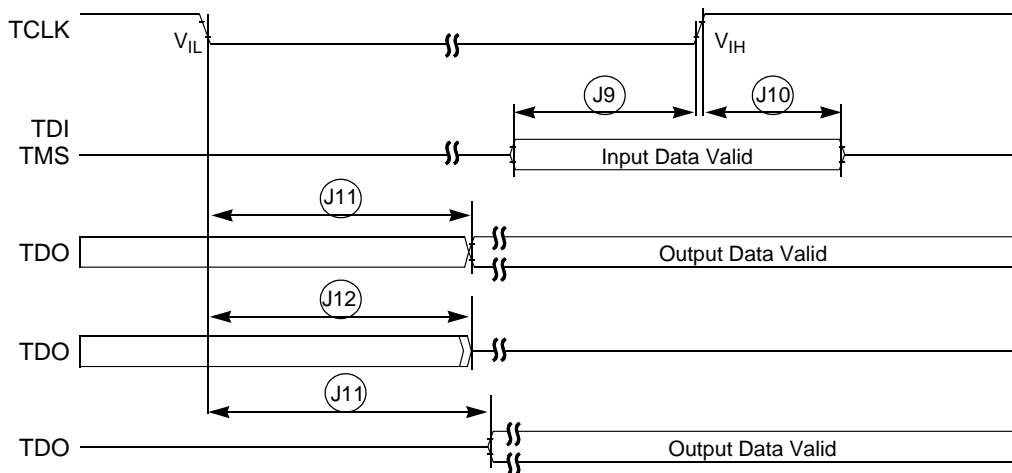 TCLK
V_IL
V_IH
J9
J10
TDI
TMS
Input Data Valid
J11
TDO
Output Data Valid
J12
TDO
J11
TDO
Output Data Valid